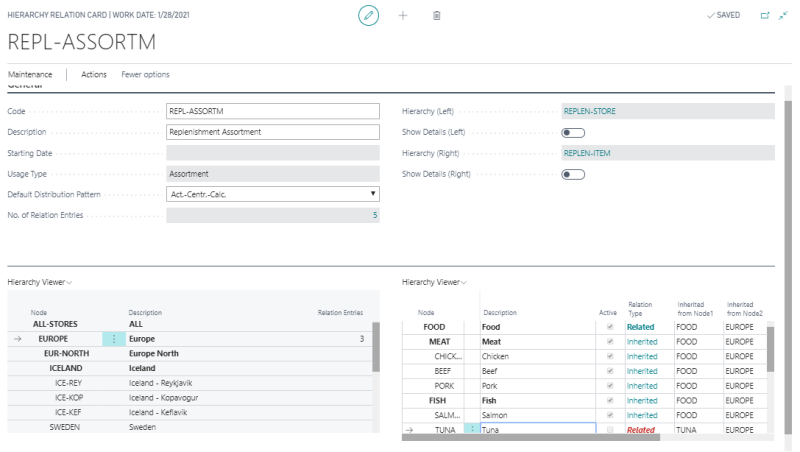 HIERARCHY RELATION CARD | WORK DATE: 1/28/2021
SAVED
REPL-ASSORTM
Maintenance Actions Fewer options
General
Code REPL-ASSORTM Hierarchy (Left) REPLEN-STORE
Description Replenishment Assortment Show Details (Left)
Starting Date Hierarchy (Right) REPLEN-ITEM
Usage Type Assortment Show Details (Right)
Default Distribution Pattern Act.-Centr.-Calc.
No. of Relation Entries 5
Hierarchy Viewer
Node Description Relation Entries
ALL-STORES ALL
EUROPE Europe 3
EUR-NORTH Europe North
ICELAND Iceland
ICE-REY Iceland - Reykjavik
ICE-KOP Iceland - Kopavogur
ICE-KEF Iceland - Keflavik
SWEDEN Sweden
Hierarchy Viewer
Node Description Active Relation Type Inherited from Node1 Inherited from Node2
FOOD Food Related FOOD EUROPE
MEAT Meat Inherited FOOD EUROPE
CHICK... Chicken Inherited FOOD EUROPE
BEEF Beef Inherited FOOD EUROPE
PORK Pork Inherited FOOD EUROPE
FISH Fish Inherited FOOD EUROPE
SALM... Salmon Inherited FOOD EUROPE
TUNA Tuna Related TUNA EUROPE